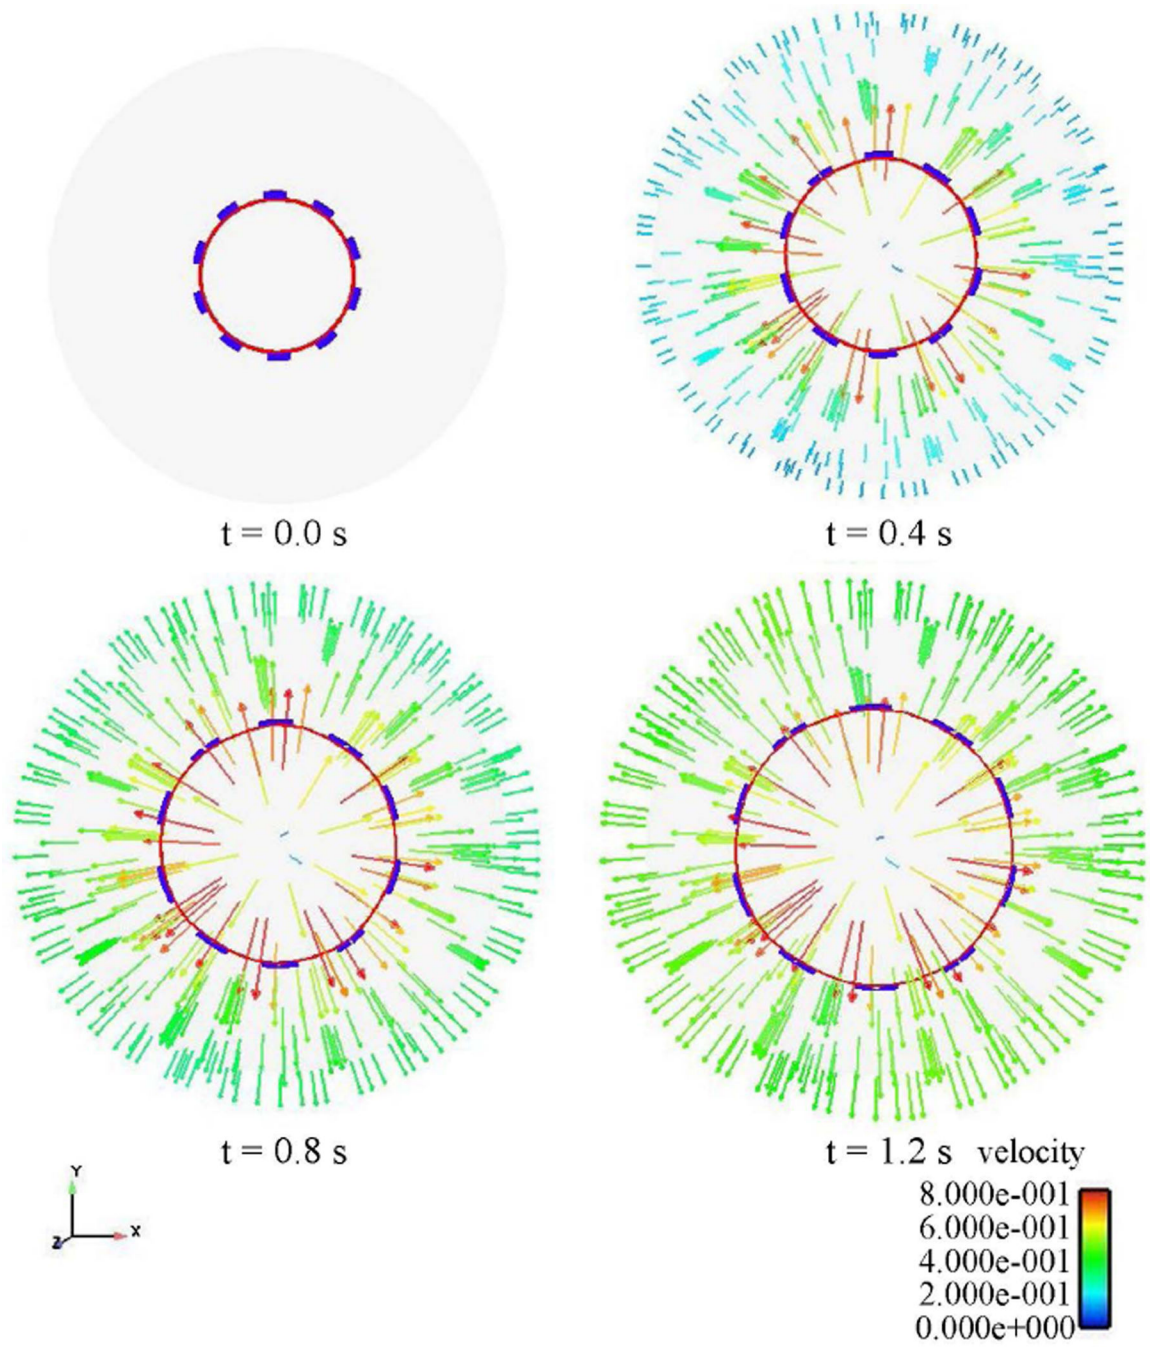 t = 0.0 s
t = 0.4 s
t = 0.8 s
t = 1.2 s
velocity
8.000e-001
6.000e-001
4.000e-001
2.000e-001
0.000e+000
Y
X
Z